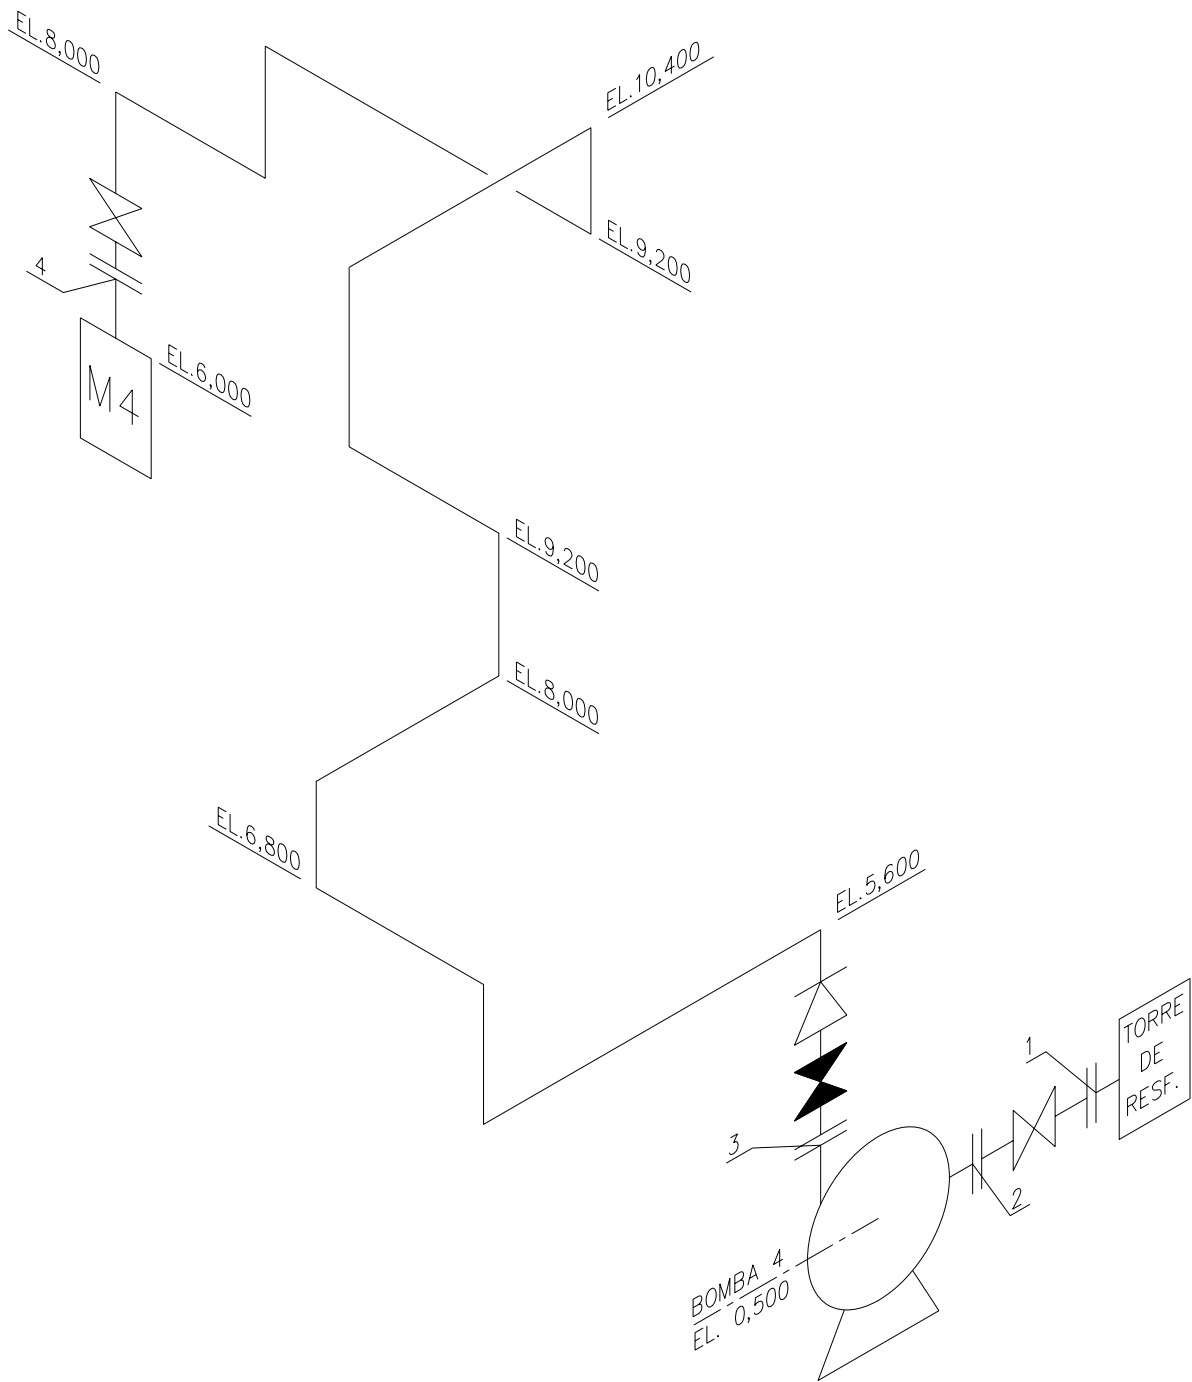 EL.8,000
EL.10,400
EL.9,200
4
EL.6,000
M4
EL.9,200
EL.8,000
EL.6,800
EL.5,600
TORRE
DE
RESF.
1
3
2
BOMBA 4
EL. 0,500